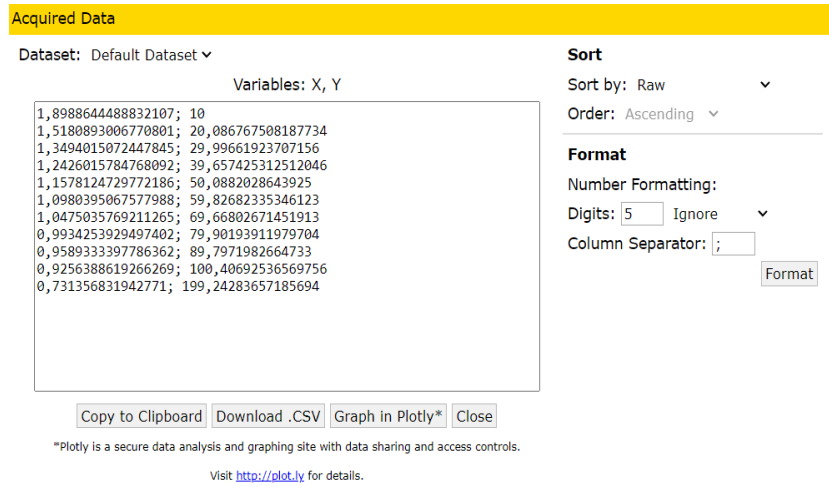 Acquired Data
Dataset: Default Dataset
Variables: X, Y
1,8988644488832107; 10
1,5180893006770801; 20,086767508187734
1,3494015072447845; 29,99661923707156
1,2426015784768092; 39,657425312512046
1,1578124729772186; 50,0882028643925
1,0980395067577988; 59,82682335346123
1,0475035769211265; 69,66802671451913
0,9934253929497402; 79,90193911979704
0,9589333397786362; 89,7971982664733
0,9256388619266269; 100,40692536569756
0,731356831942771; 199,24283657185694
Copy to Clipboard Download .CSV Graph in Plotly* Close
*Plotly is a secure data analysis and graphing site with data sharing and access controls.
Visit http://plot.ly for details.
Sort
Sort by: Raw
Order: Ascending
Format
Number Formatting:
Digits: 5 Ignore
Column Separator: ;
Format